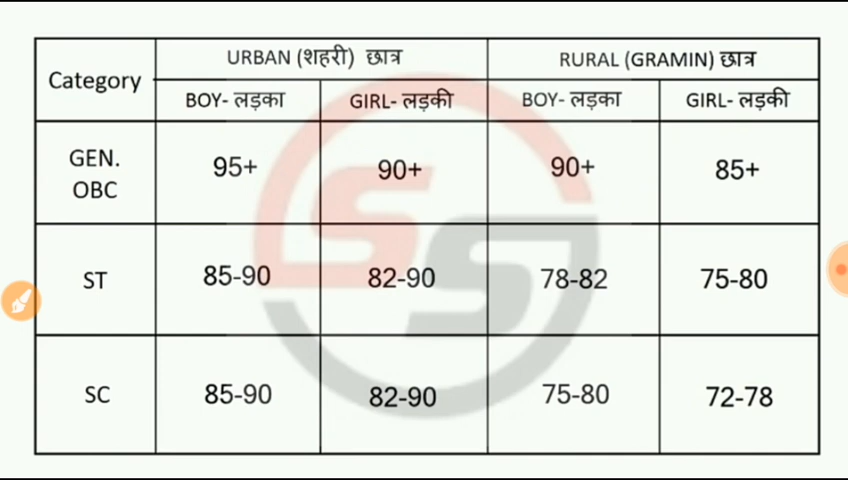 Category
URBAN (शहरी) छात्र
RURAL (GRAMIN) छात्र
BOY- लड़का
GIRL- लड़की
BOY- लड़का
GIRL- लड़की
GEN.
OBC
95+
90+
90+
85+
ST
85-90
82-90
78-82
75-80
SC
85-90
82-90
75-80
72-78
SS